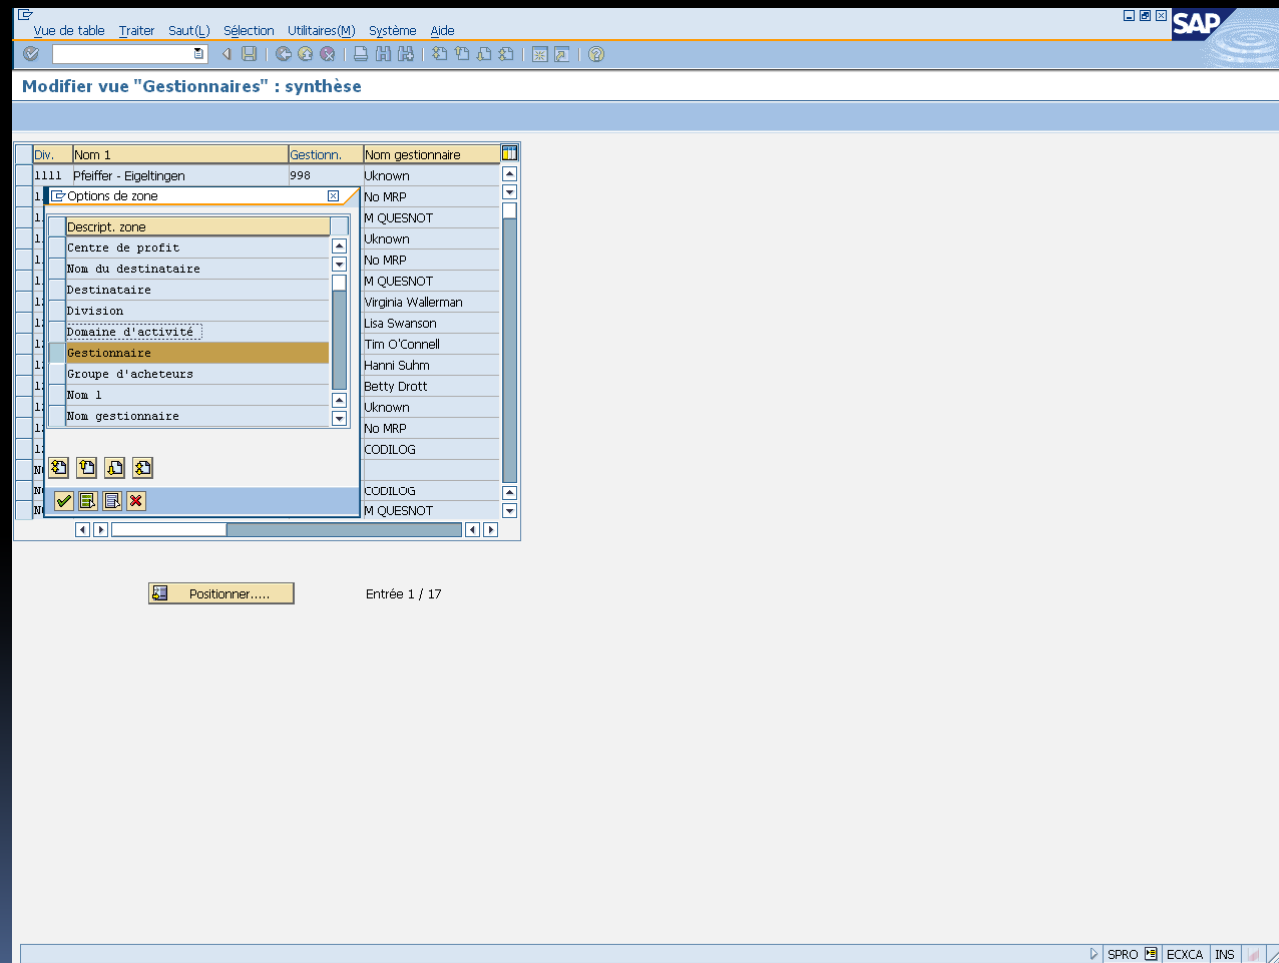 Vue de table Traiter Saut(L) Sélection Utilitaires(M) Système Aide
SAP
Modifier vue "Gestionnaires" : synthèse
Div. Nom 1 Gestionn. Nom gestionnaire
1111 Pfeiffer - Eigeltingen 998 Uknown
No MRP
M QUESNOT
Uknown
No MRP
M QUESNOT
Virginia Wallerman
Lisa Swanson
Tim O'Connell
Hanni Suhm
Betty Drott
Uknown
No MRP
CODILOG
CODILOG
M QUESNOT
Options de zone
Descript. zone
Centre de profit
Nom du destinataire
Destinataire
Division
Domaine d'activité
Gestionnaire
Groupe d'acheteurs
Nom 1
Nom gestionnaire
Positionner..... Entrée 1 / 17
SPRO ECXCA INS